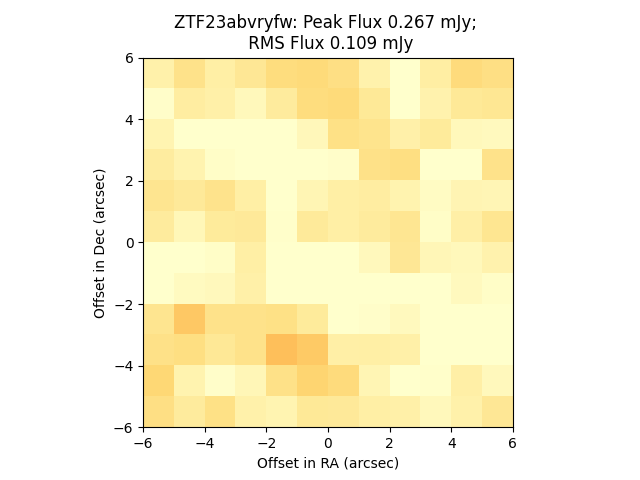 ZTF23abvryfw: Peak Flux 0.267 mJy;
RMS Flux 0.109 mJy
6
4
2
0
−2
−4
−6
Offset in Dec (arcsec)
−6 −4 −2 0 2 4 6
Offset in RA (arcsec)